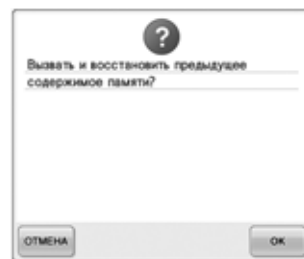 ?
Вызвать и восстановить предыдущее
содержимое памяти?
ОТМЕНА
OK